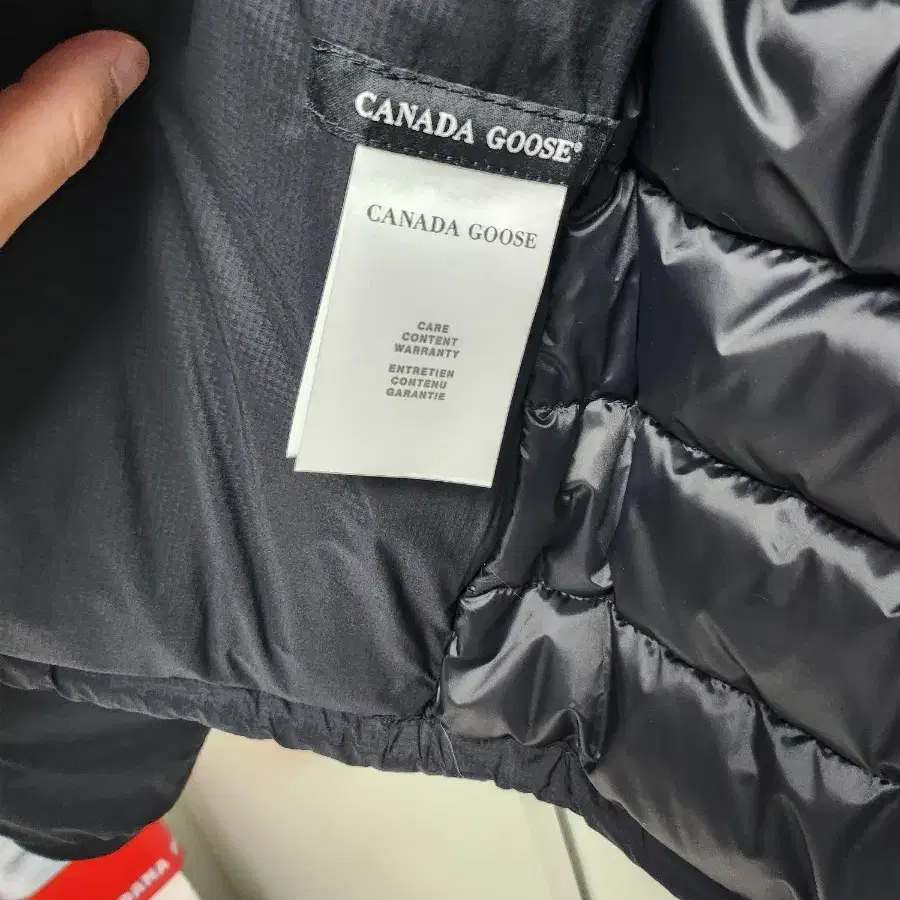 CANADA GOOSE®
CANADA GOOSE
CARE
CONTENT
WARRANTY
ENTRETIEN
CONTENU
GARANTIE